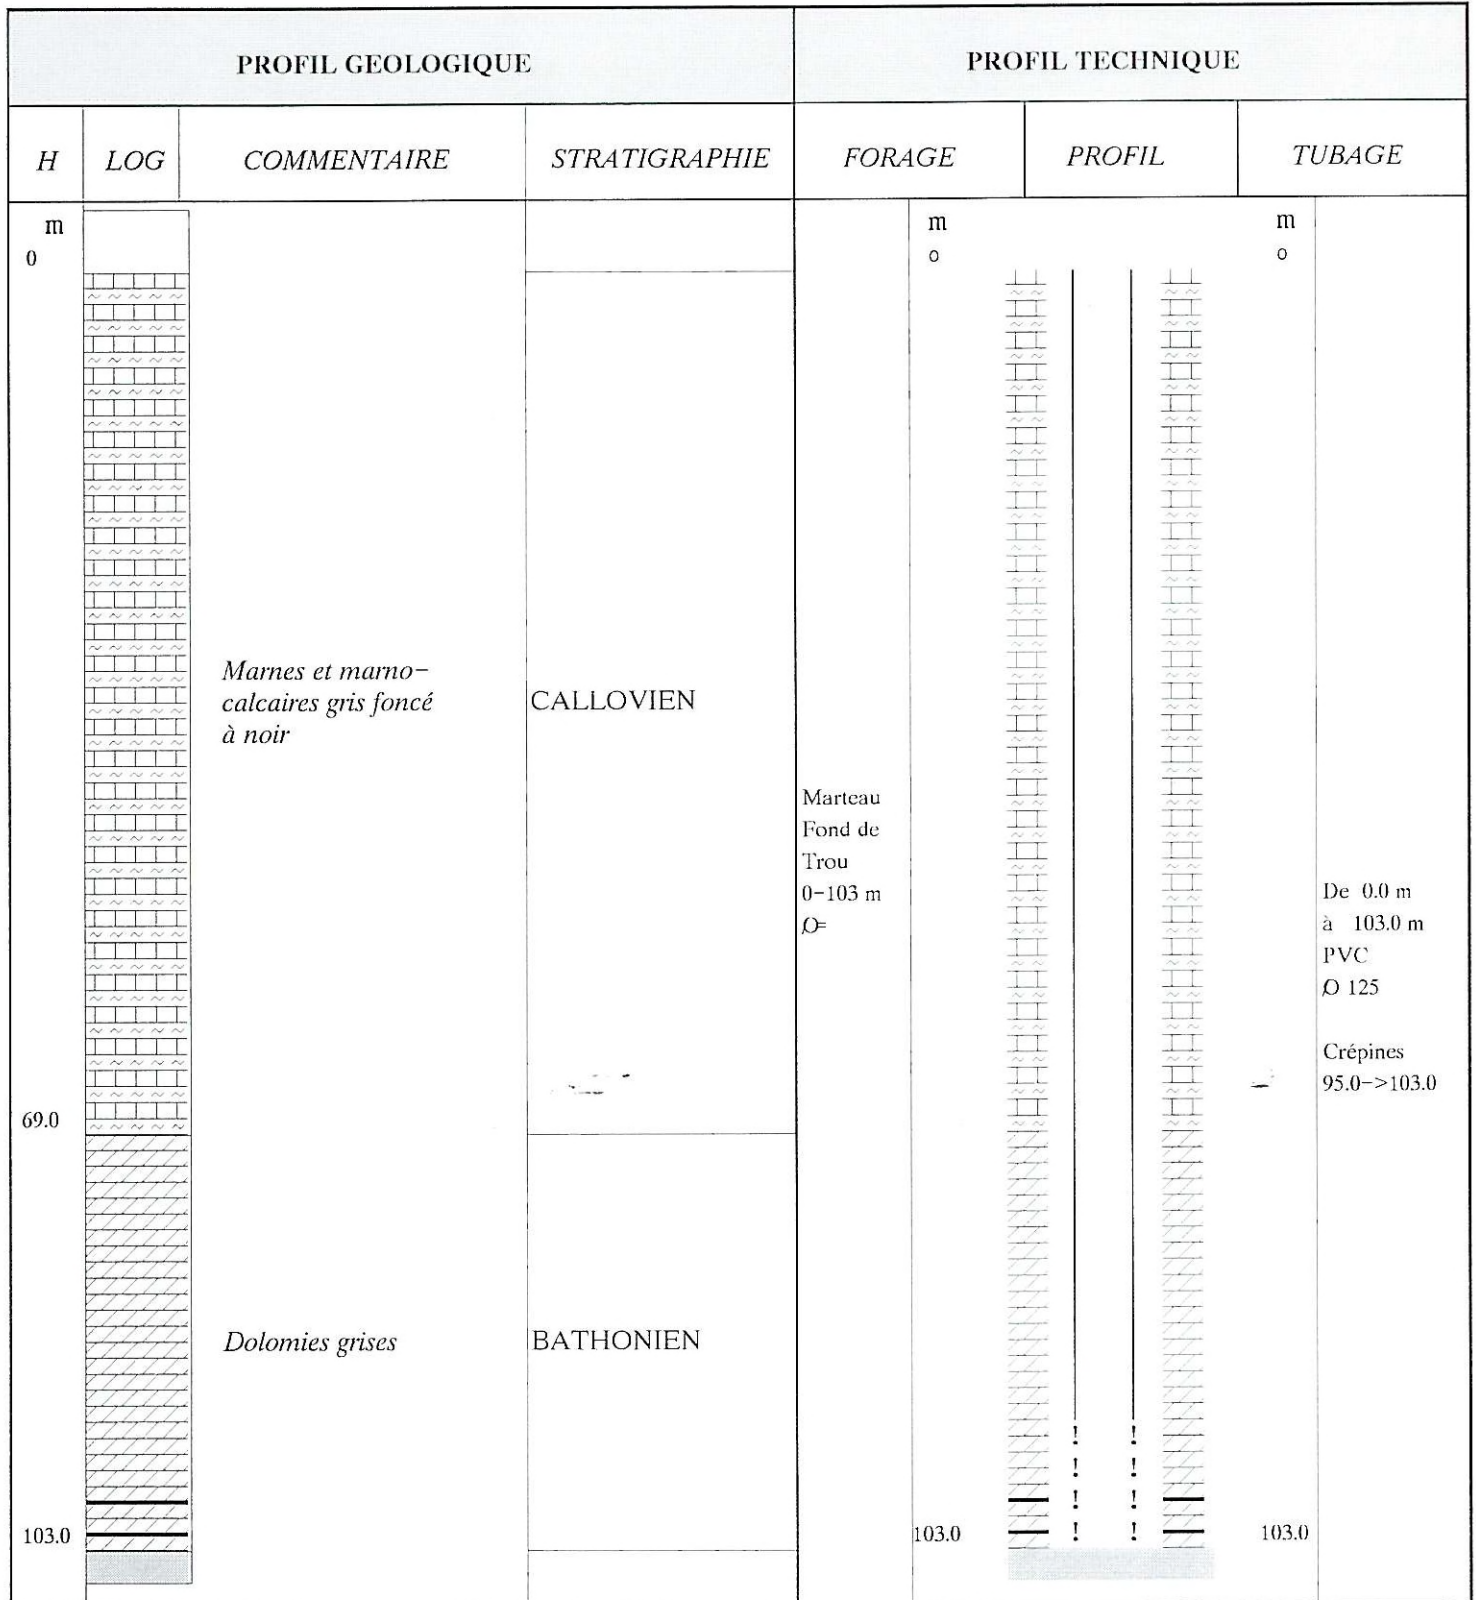 PROFIL GEOLOGIQUE
PROFIL TECHNIQUE
H
LOG
COMMENTAIRE
STRATIGRAPHIE
FORAGE
PROFIL
TUBAGE
m
0
m
o
m
o
Marnes et marno-
calcaires gris foncé
à noir
CALLOVIEN
Marteau
Fond de
Trou
0-103 m
Ø=
De 0.0 m
à 103.0 m
PVC
Ø 125
Crépines
95.0->103.0
69.0
Dolomies grises
BATHONIEN
103.0
103.0
103.0